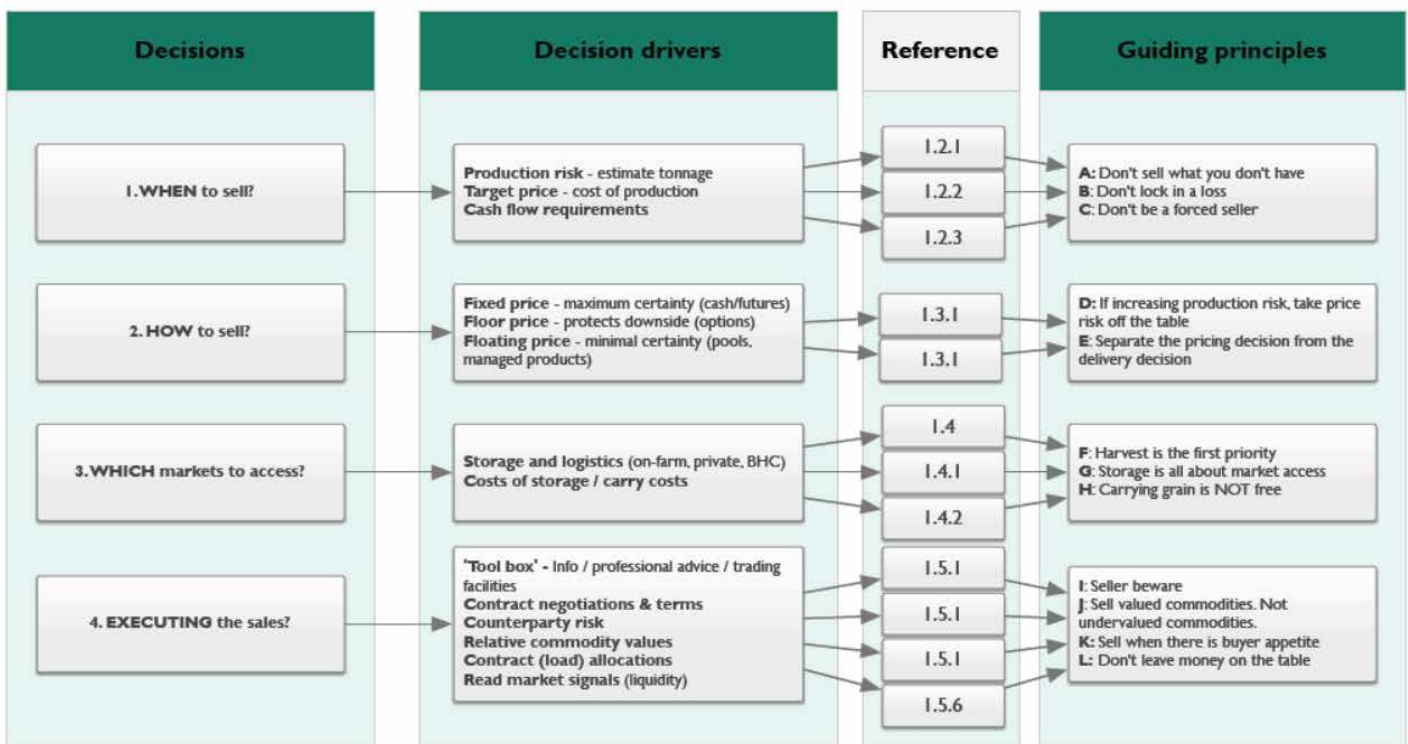 Decisions
Decision drivers
Reference
Guiding principles
1. WHEN to sell?
Production risk - estimate tonnage
Target price - cost of production
Cash flow requirements
1.2.1
1.2.2
1.2.3
A: Don't sell what you don't have
B: Don't lock in a loss
C: Don't be a forced seller
2. HOW to sell?
Fixed price - maximum certainty (cash/futures)
Floor price - protects downside (options)
Floating price - minimal certainty (pools,
managed products)
1.3.1
1.3.1
D: If increasing production risk, take price
risk off the table
E: Separate the pricing decision from the
delivery decision
3. WHICH markets to access?
Storage and logistics (on-farm, private, BHC)
Costs of storage / carry costs
1.4
1.4.1
1.4.2
F: Harvest is the first priority
G: Storage is all about market access
H: Carrying grain is NOT free
4. EXECUTING the sales?
'Tool box' - Info / professional advice / trading
facilities
Contract negotiations & terms
Counterparty risk
Relative commodity values
Contract (load) allocations
Read market signals (liquidity)
1.5.1
1.5.1
1.5.1
1.5.6
I: Seller beware
J: Sell valued commodities. Not
undervalued commodities.
K: Sell when there is buyer appetite
L: Don't leave money on the table